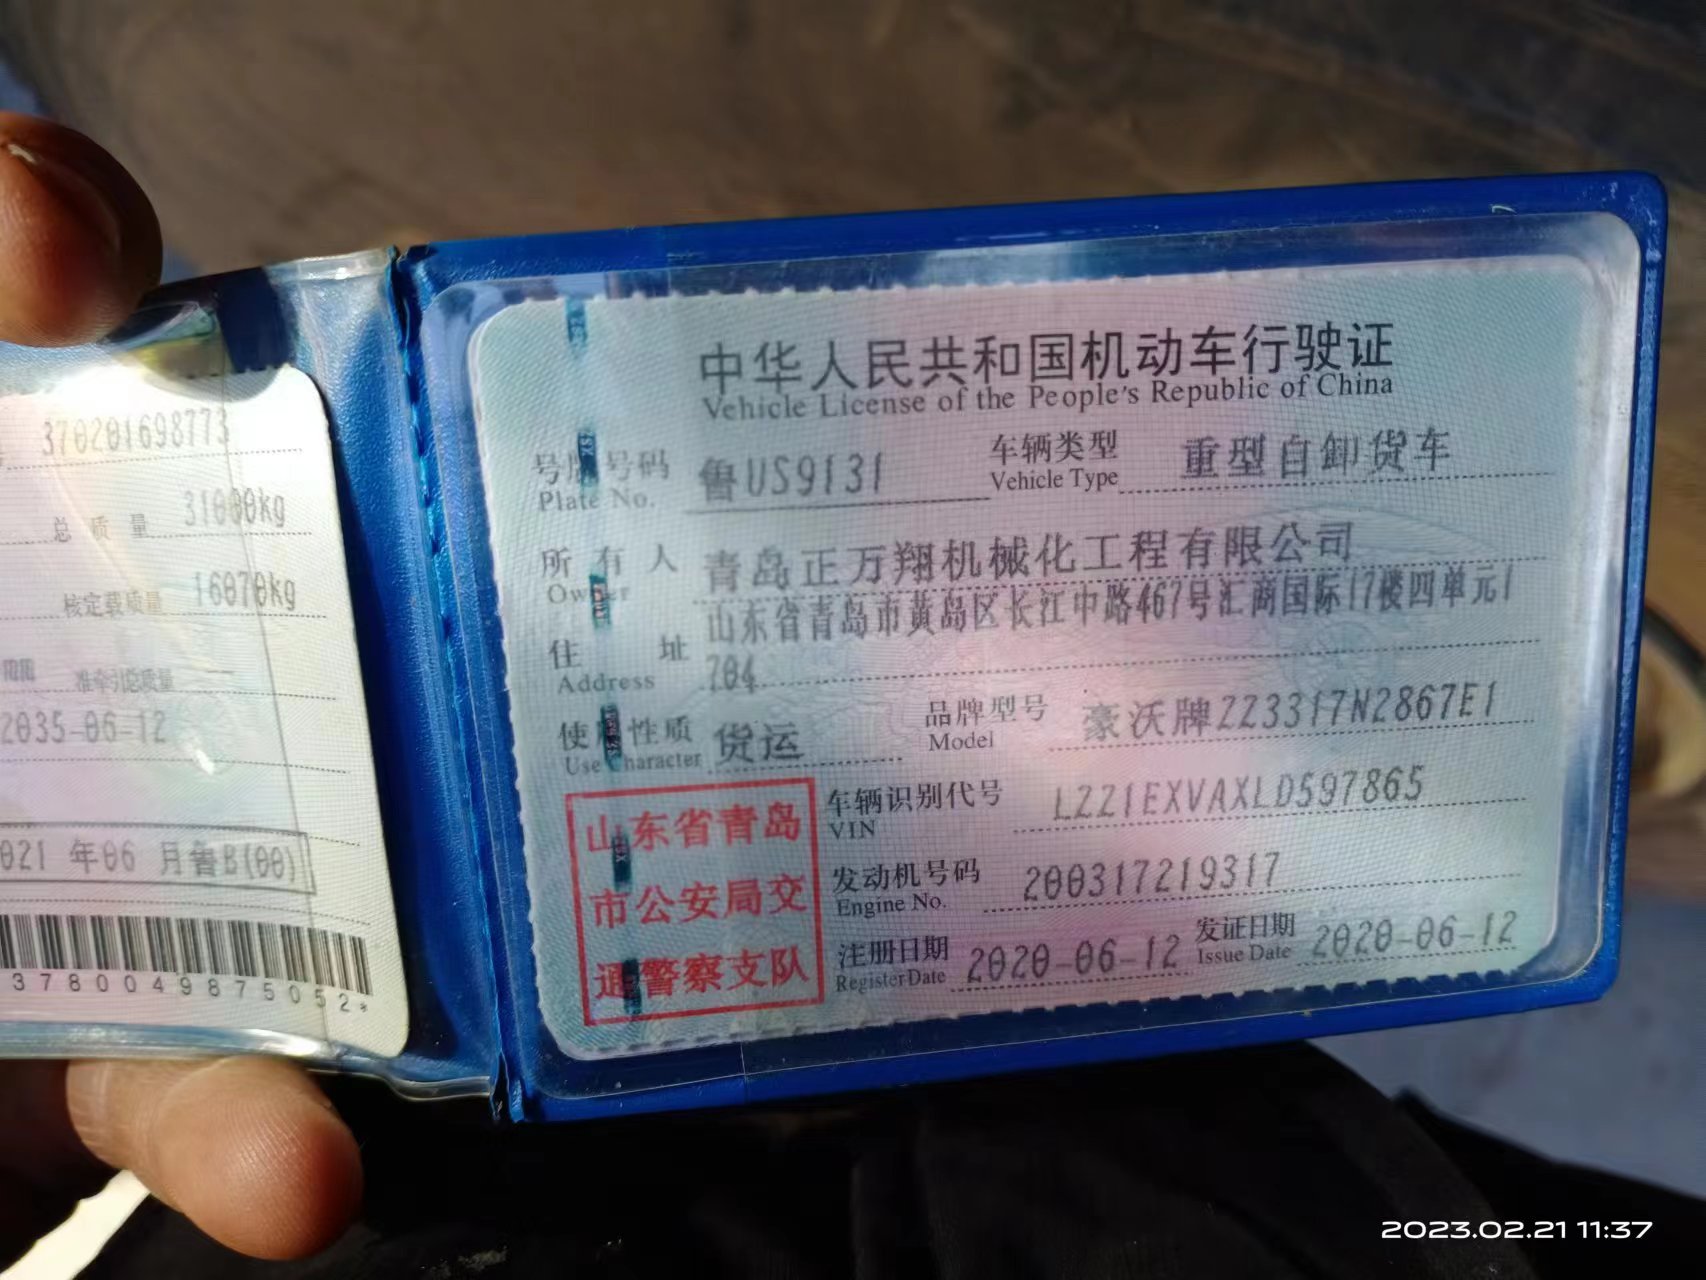 370201698773
总质量 31000kg
核定载质量 16070kg
准牵引总质量 —
2035-06-12
021 年06 月鲁B(00)
3780049875052*
中华人民共和国机动车行驶证
Vehicle License of the People's Republic of China
号牌号码 鲁US9131 车辆类型 重型自卸货车
Plate No. Vehicle Type
所有人 青岛正万翔机械化工程有限公司
Owner
山东省青岛市黄岛区长江中路467号汇商国际17楼四单元1
住址 704
Address
使用性质 货运 品牌型号 豪沃牌ZZ3317N2867E1
Use Character Model
车辆识别代号 LZZ1EXVAXLD597865
VIN
发动机号码 200317219317
Engine No.
注册日期 2020-06-12 发证日期 2020-06-12
Register Date Issue Date
山东省青岛
市公安局交
通警察支队
2023.02.21 11:37